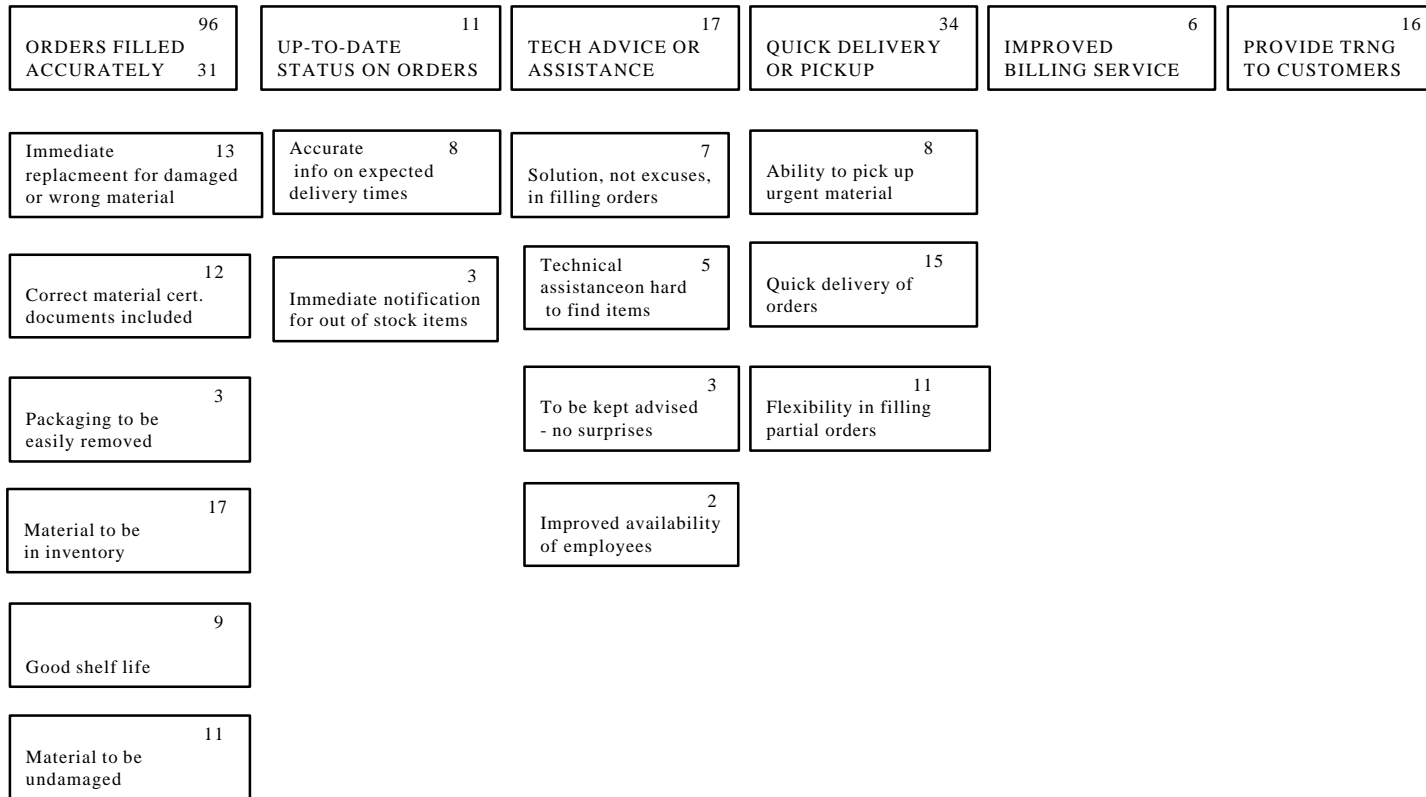 96
ORDERS FILLED
ACCURATELY 31
11
UP-TO-DATE
STATUS ON ORDERS
17
TECH ADVICE OR
ASSISTANCE
34
QUICK DELIVERY
OR PICKUP
6
IMPROVED
BILLING SERVICE
16
PROVIDE TRNG
TO CUSTOMERS
Immediate 13
replacmeent for damaged
or wrong material
Accurate 8
info on expected
delivery times
7
Solution, not excuses,
in filling orders
8
Ability to pick up
urgent material
12
Correct material cert.
documents included
3
Immediate notification
for out of stock items
Technical 5
assistanceon hard
to find items
15
Quick delivery of
orders
3
Packaging to be
easily removed
3
To be kept advised
- no surprises
11
Flexibility in filling
partial orders
17
Material to be
in inventory
2
Improved availability
of employees
9
Good shelf life
11
Material to be
undamaged